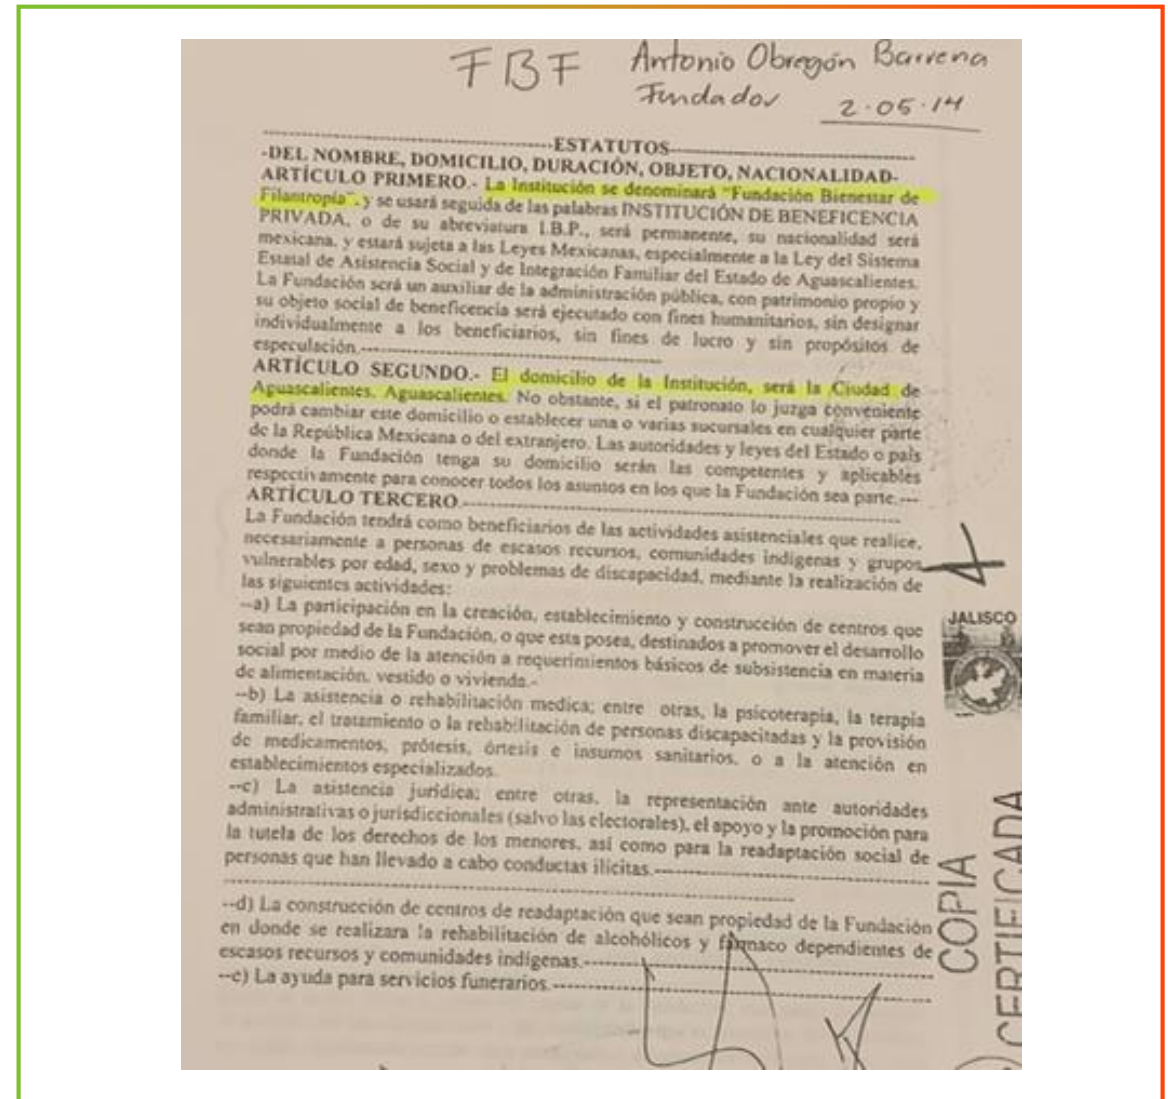 FBF Antonio Obregón Barrena
Fundador
2.05.14
--------------------------------------ESTATUTOS--------------------------------------
-DEL NOMBRE, DOMICILIO, DURACIÓN, OBJETO, NACIONALIDAD-
ARTÍCULO PRIMERO.- La Institución se denominará "Fundación Bienestar de
Filantropía", y se usará seguida de las palabras INSTITUCIÓN DE BENEFICENCIA
PRIVADA, o de su abreviatura I.B.P., será permanente, su nacionalidad será
mexicana, y estará sujeta a las Leyes Mexicanas, especialmente a la Ley del Sistema
Estatal de Asistencia Social y de Integración Familiar del Estado de Aguascalientes.
La Fundación será un auxiliar de la administración pública, con patrimonio propio y
su objeto social de beneficencia será ejecutado con fines humanitarios, sin designar
individualmente a los beneficiarios, sin fines de lucro y sin propósitos de
especulación.----------------------------------------
ARTÍCULO SEGUNDO.- El domicilio de la Institución, será la Ciudad de
Aguascalientes, Aguascalientes. No obstante, si el patronato lo juzga conveniente
podrá cambiar este domicilio o establecer una o varias sucursales en cualquier parte
de la República Mexicana o del extranjero. Las autoridades y leyes del Estado o país
donde la Fundación tenga su domicilio serán las competentes y aplicables
respectivamente para conocer todos los asuntos en los que la Fundación sea parte.---
ARTÍCULO TERCERO.------------------------------------------------------------
La Fundación tendrá como beneficiarios de las actividades asistenciales que realice,
necesariamente a personas de escasos recursos, comunidades indígenas y grupos
vulnerables por edad, sexo y problemas de discapacidad, mediante la realización de
las siguientes actividades:
--a) La participación en la creación, establecimiento y construcción de centros que
sean propiedad de la Fundación, o que esta posea, destinados a promover el desarrollo
social por medio de la atención a requerimientos básicos de subsistencia en materia
de alimentación, vestido o vivienda.-
--b) La asistencia o rehabilitación medica; entre otras, la psicoterapia, la terapia
familiar, el tratamiento o la rehabilitación de personas discapacitadas y la provisión
de medicamentos, prótesis, órtesis e insumos sanitarios, o a la atención en
establecimientos especializados.
--c) La asistencia jurídica; entre otras, la representación ante autoridades
administrativas o jurisdiccionales (salvo las electorales), el apoyo y la promoción para
la tutela de los derechos de los menores, así como para la readaptación social de
personas que han llevado a cabo conductas ilícitas.--------------------------------
--d) La construcción de centros de readaptación que sean propiedad de la Fundación
en donde se realizara la rehabilitación de alcohólicos y fármaco dependientes de
escasos recursos y comunidades indígenas.------------------------------------------
--e) La ayuda para servicios funerarios.---------------------------------------------
JALISCO
COPIA
CERTIFICADA